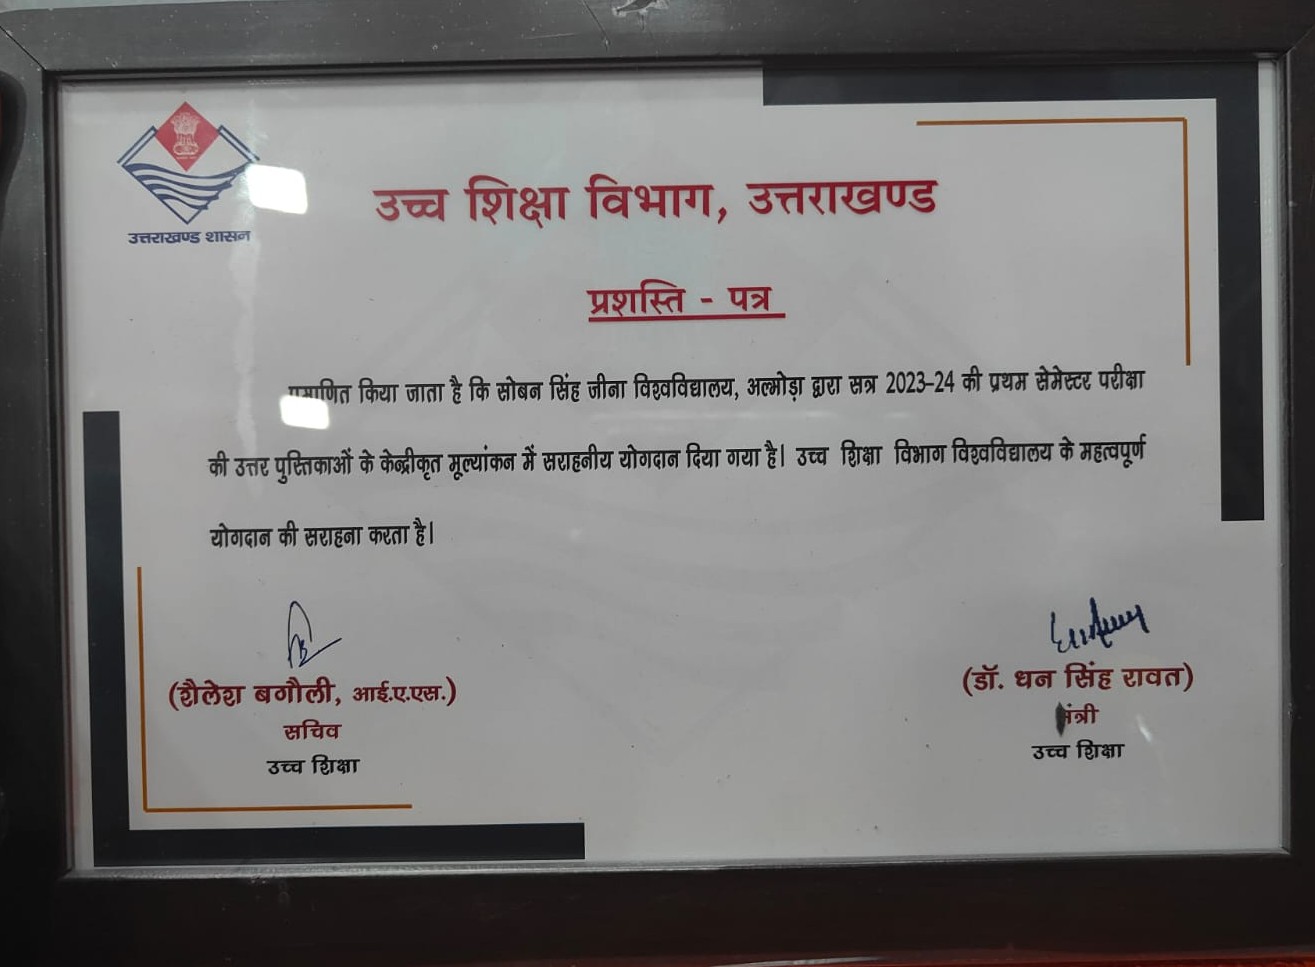 उत्तराखण्ड शासन
उच्च शिक्षा विभाग, उत्तराखण्ड
प्रशस्ति - पत्र
प्रमाणित किया जाता है कि सोबन सिंह जीना विश्वविद्यालय, अल्मोड़ा द्वारा सत्र 2023-24 की प्रथम सेमेस्टर परीक्षा
की उत्तर पुस्तिकाओं के केन्द्रीकृत मूल्यांकन में सराहनीय योगदान दिया गया है। उच्च शिक्षा विभाग विश्वविद्यालय के महत्वपूर्ण
योगदान की सराहना करता है।
(शैलेश बगौली, आई.ए.एस.)
सचिव
उच्च शिक्षा
(डॉ. धन सिंह रावत)
मंत्री
उच्च शिक्षा